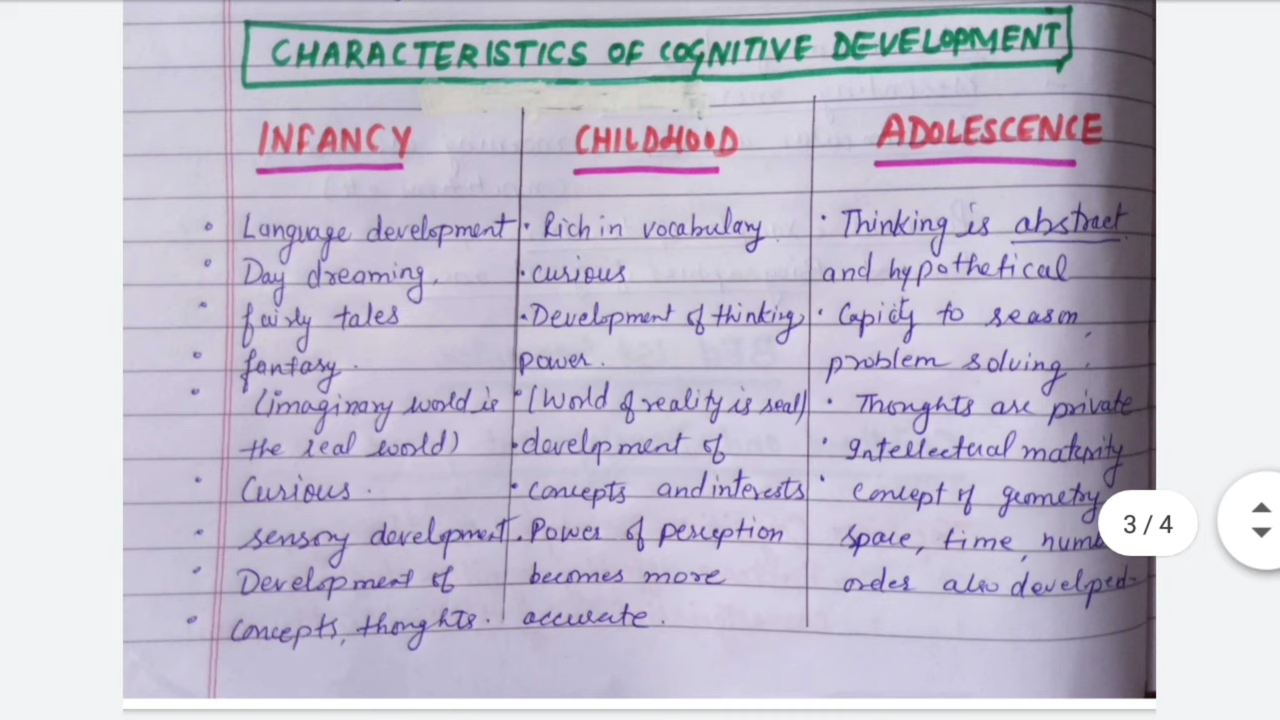 CHARACTERISTICS OF COGNITIVE DEVELOPMENT
INFANCY
• Language development
• Day dreaming.
• fairly tales
• fantasy.
• (imaginary world is
the real world)
• Curious.
• sensory development
• Development of
• concepts, thoughts.
CHILDHOOD
• Rich in vocabulary.
• curious
• Development of thinking
power.
• (World of reality is real)
• development of
• concepts and interests
• Power of perception
becomes more
accurate.
ADOLESCENCE
• Thinking is abstract
and hypothetical
• Capicity to reason,
problem solving.
• Thoughts are private
• Intellectual maturity
• Concept of geometry
space, time,
order also develped
3 / 4